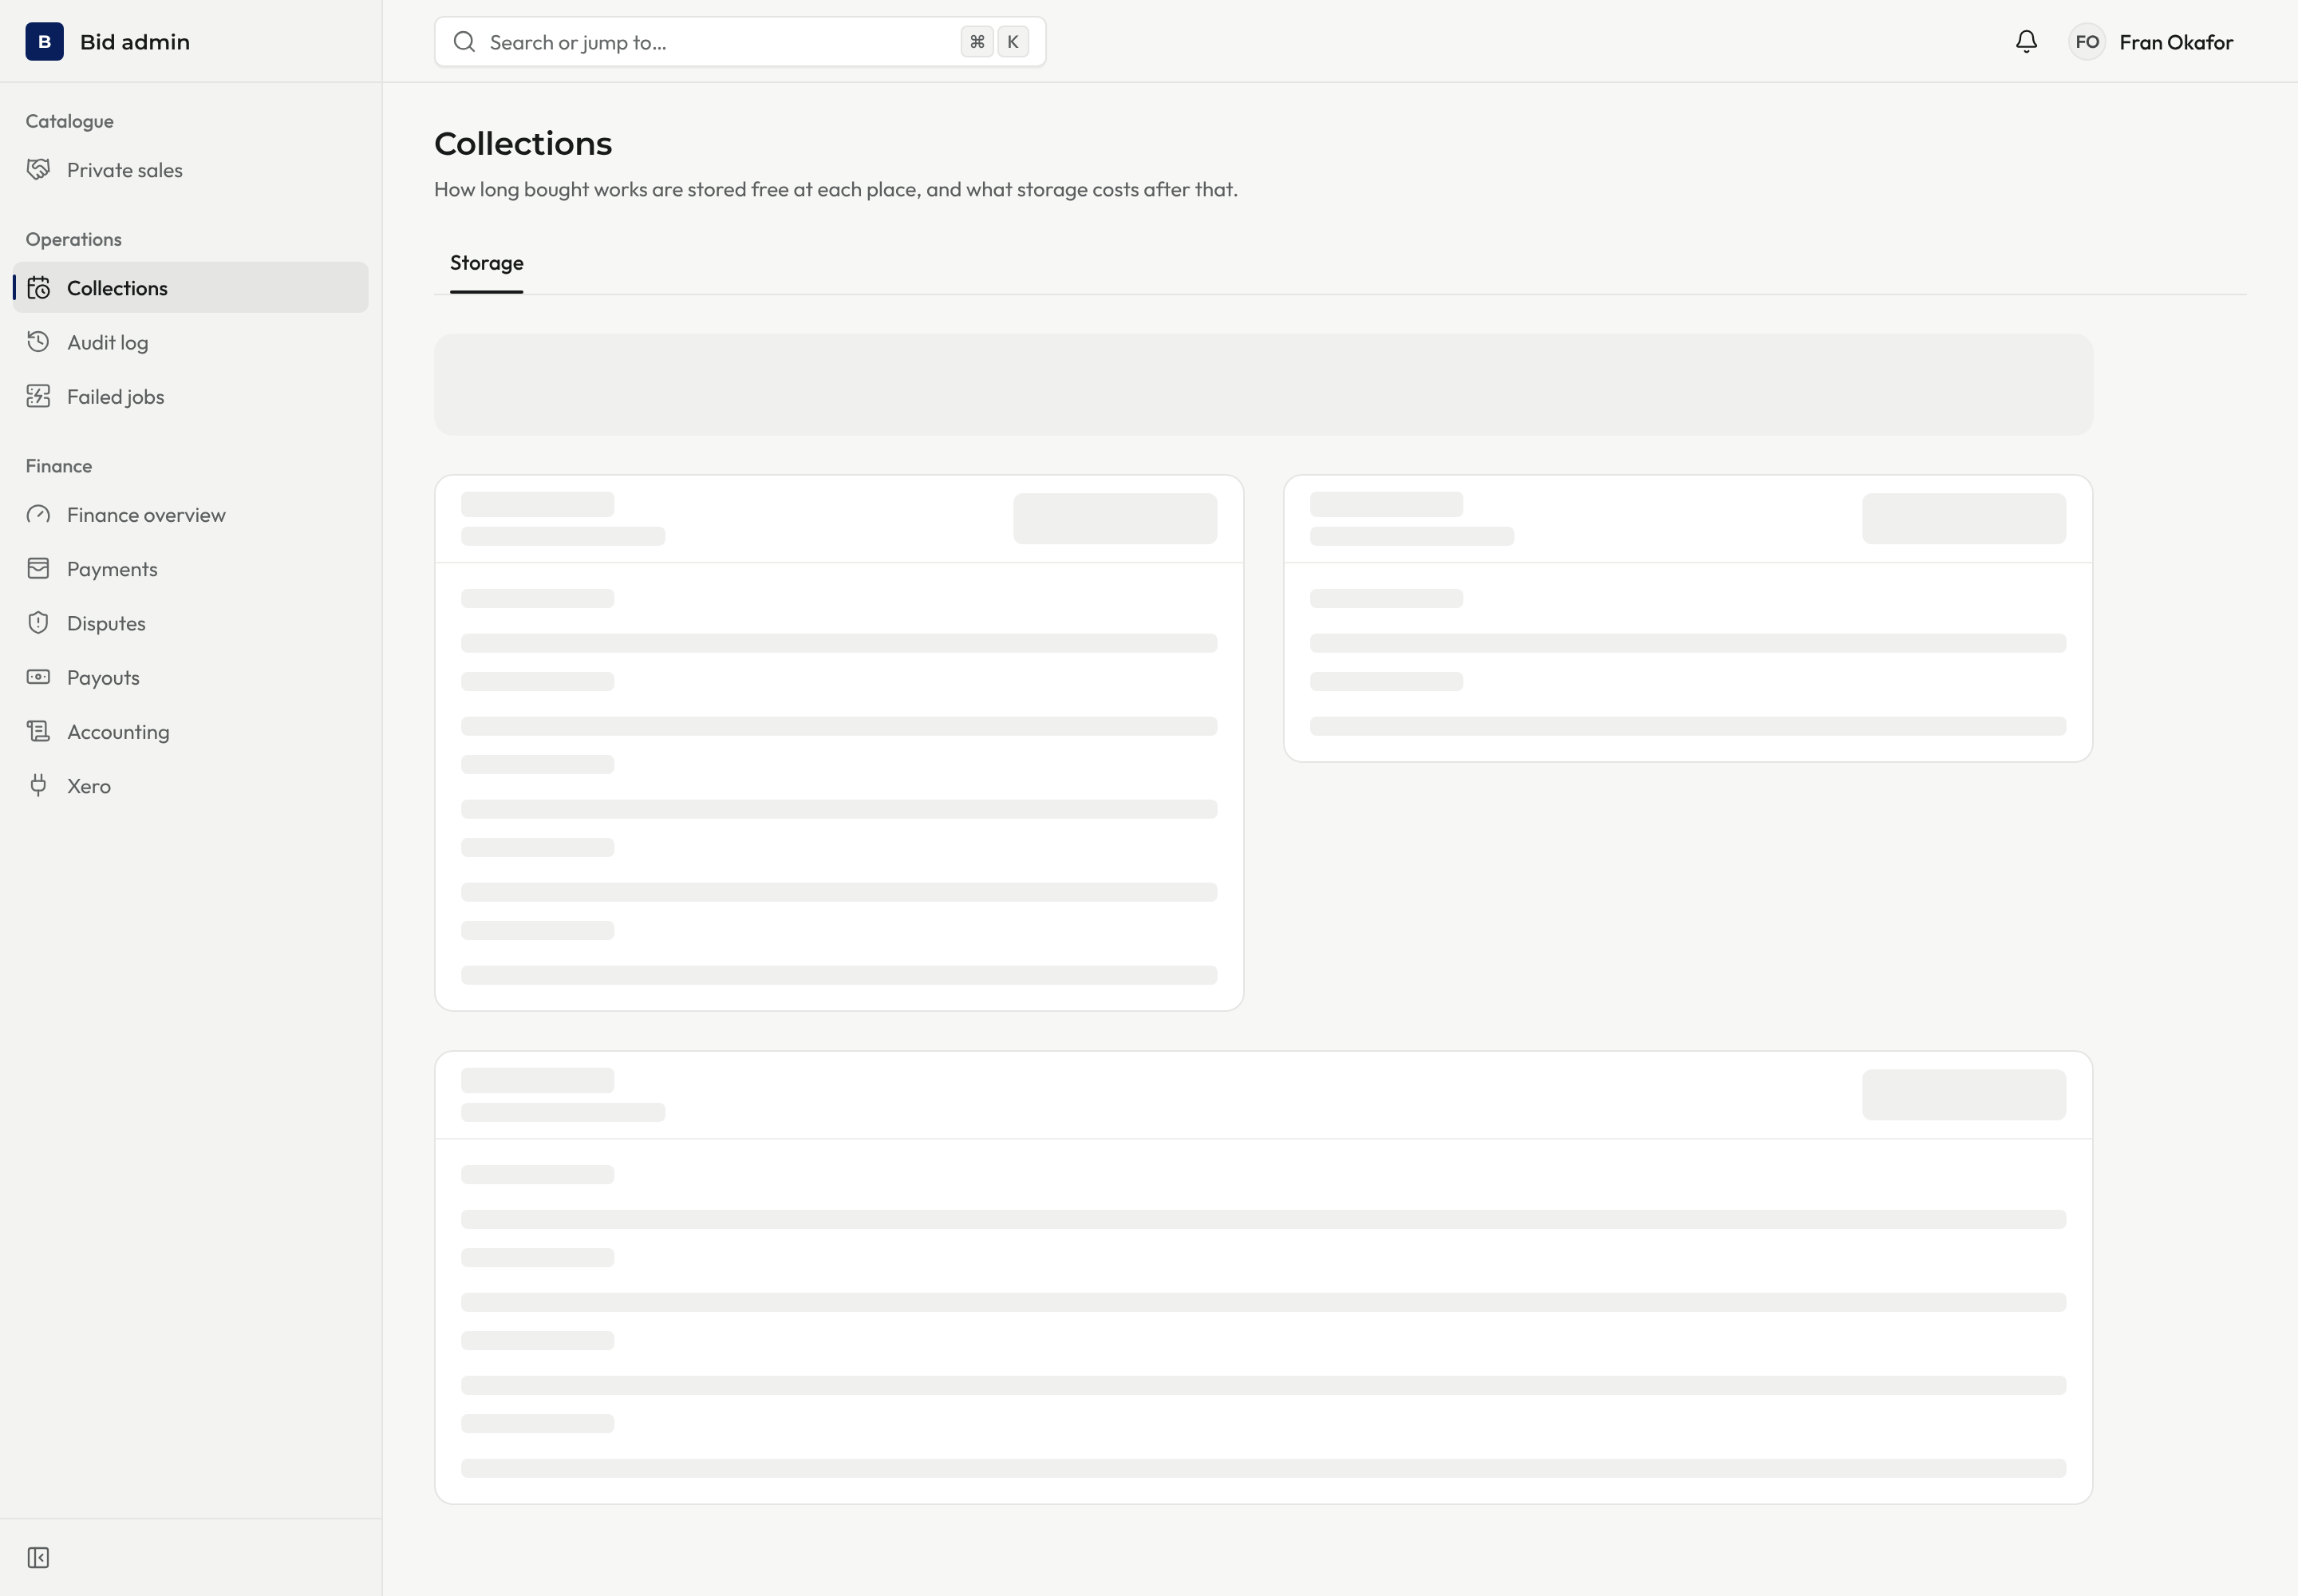 B
Bid admin
Search or jump to...
⌘ K
FO
Fran Okafor
Catalogue
Private sales
Operations
Collections
Audit log
Failed jobs
Finance
Finance overview
Payments
Disputes
Payouts
Accounting
Xero
Collections
How long bought works are stored free at each place, and what storage costs after that.
Storage